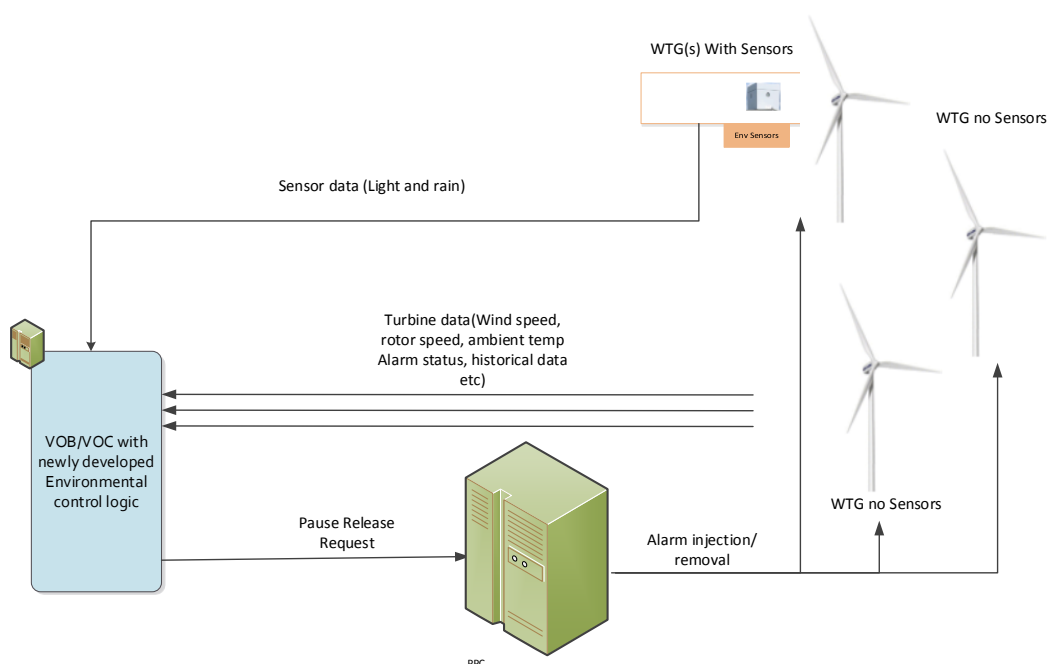 WTG(s) With Sensors
WTG no Sensors
Env Sensors
Sensor data (Light and rain)
Turbine data(Wind speed,
rotor speed, ambient temp
Alarm status, historical data
etc)
VOB/VOC with
newly developed
Environmental
control logic
WTG no Sensors
Pause Release
Request
Alarm injection/
removal